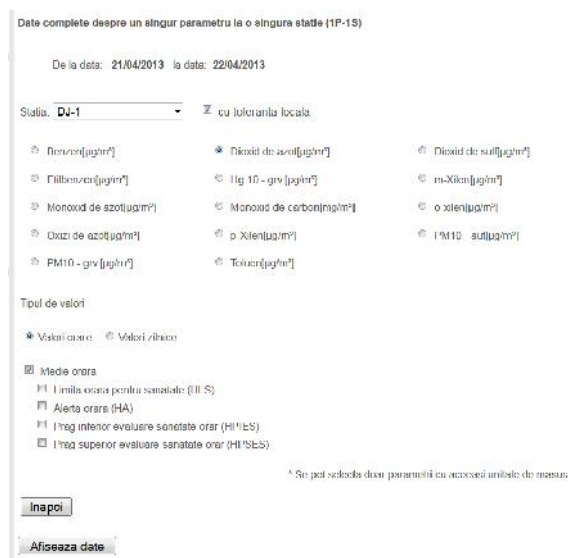 Date complete despre un singur parametru la o singura statie (1P-1S)
De la data: 21/04/2013 la data: 22/04/2013
Statia: DJ-1 cu toleranta locala
Benzen[µg/m³] Dioxid de azot[µg/m³] Dioxid de sulf[µg/m³]
Etilbenzen[µg/m³] Hg 10 - grv [µg/m³] m-Xilen[µg/m³]
Monoxid de azot[µg/m³] Monoxid de carbon[mg/m³] o xilen[µg/m³]
Oxizi de azot[µg/m³] p-Xilen[µg/m³] PM10 aut[µg/m³]
PM10 - grv [µg/m³] Toluen[µg/m³]
Tipul de valori
Valori orare Valori zilnice
Medie orara
Limita orara pentru sanatate (HLS)
Alerta orara (HA)
Prag inferior evaluare sanatate orar (HPIES)
Prag superior evaluare sanatate orar (HPSES)
* Se pot selecta doar parametri cu aceeasi unitate de masura
Inapoi
Afiseaza date